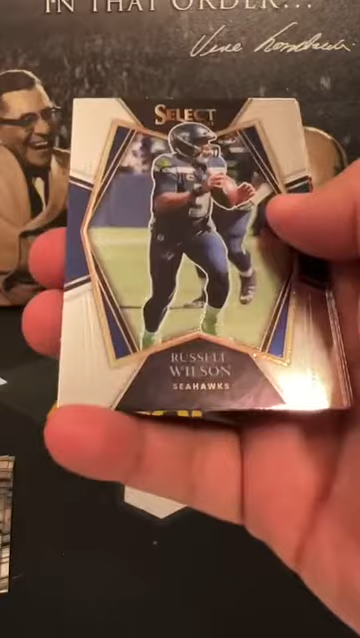 IN THAT ORDER...
Vince Lombardi
SELECT
RUSSELL
WILSON
SEAHAWKS